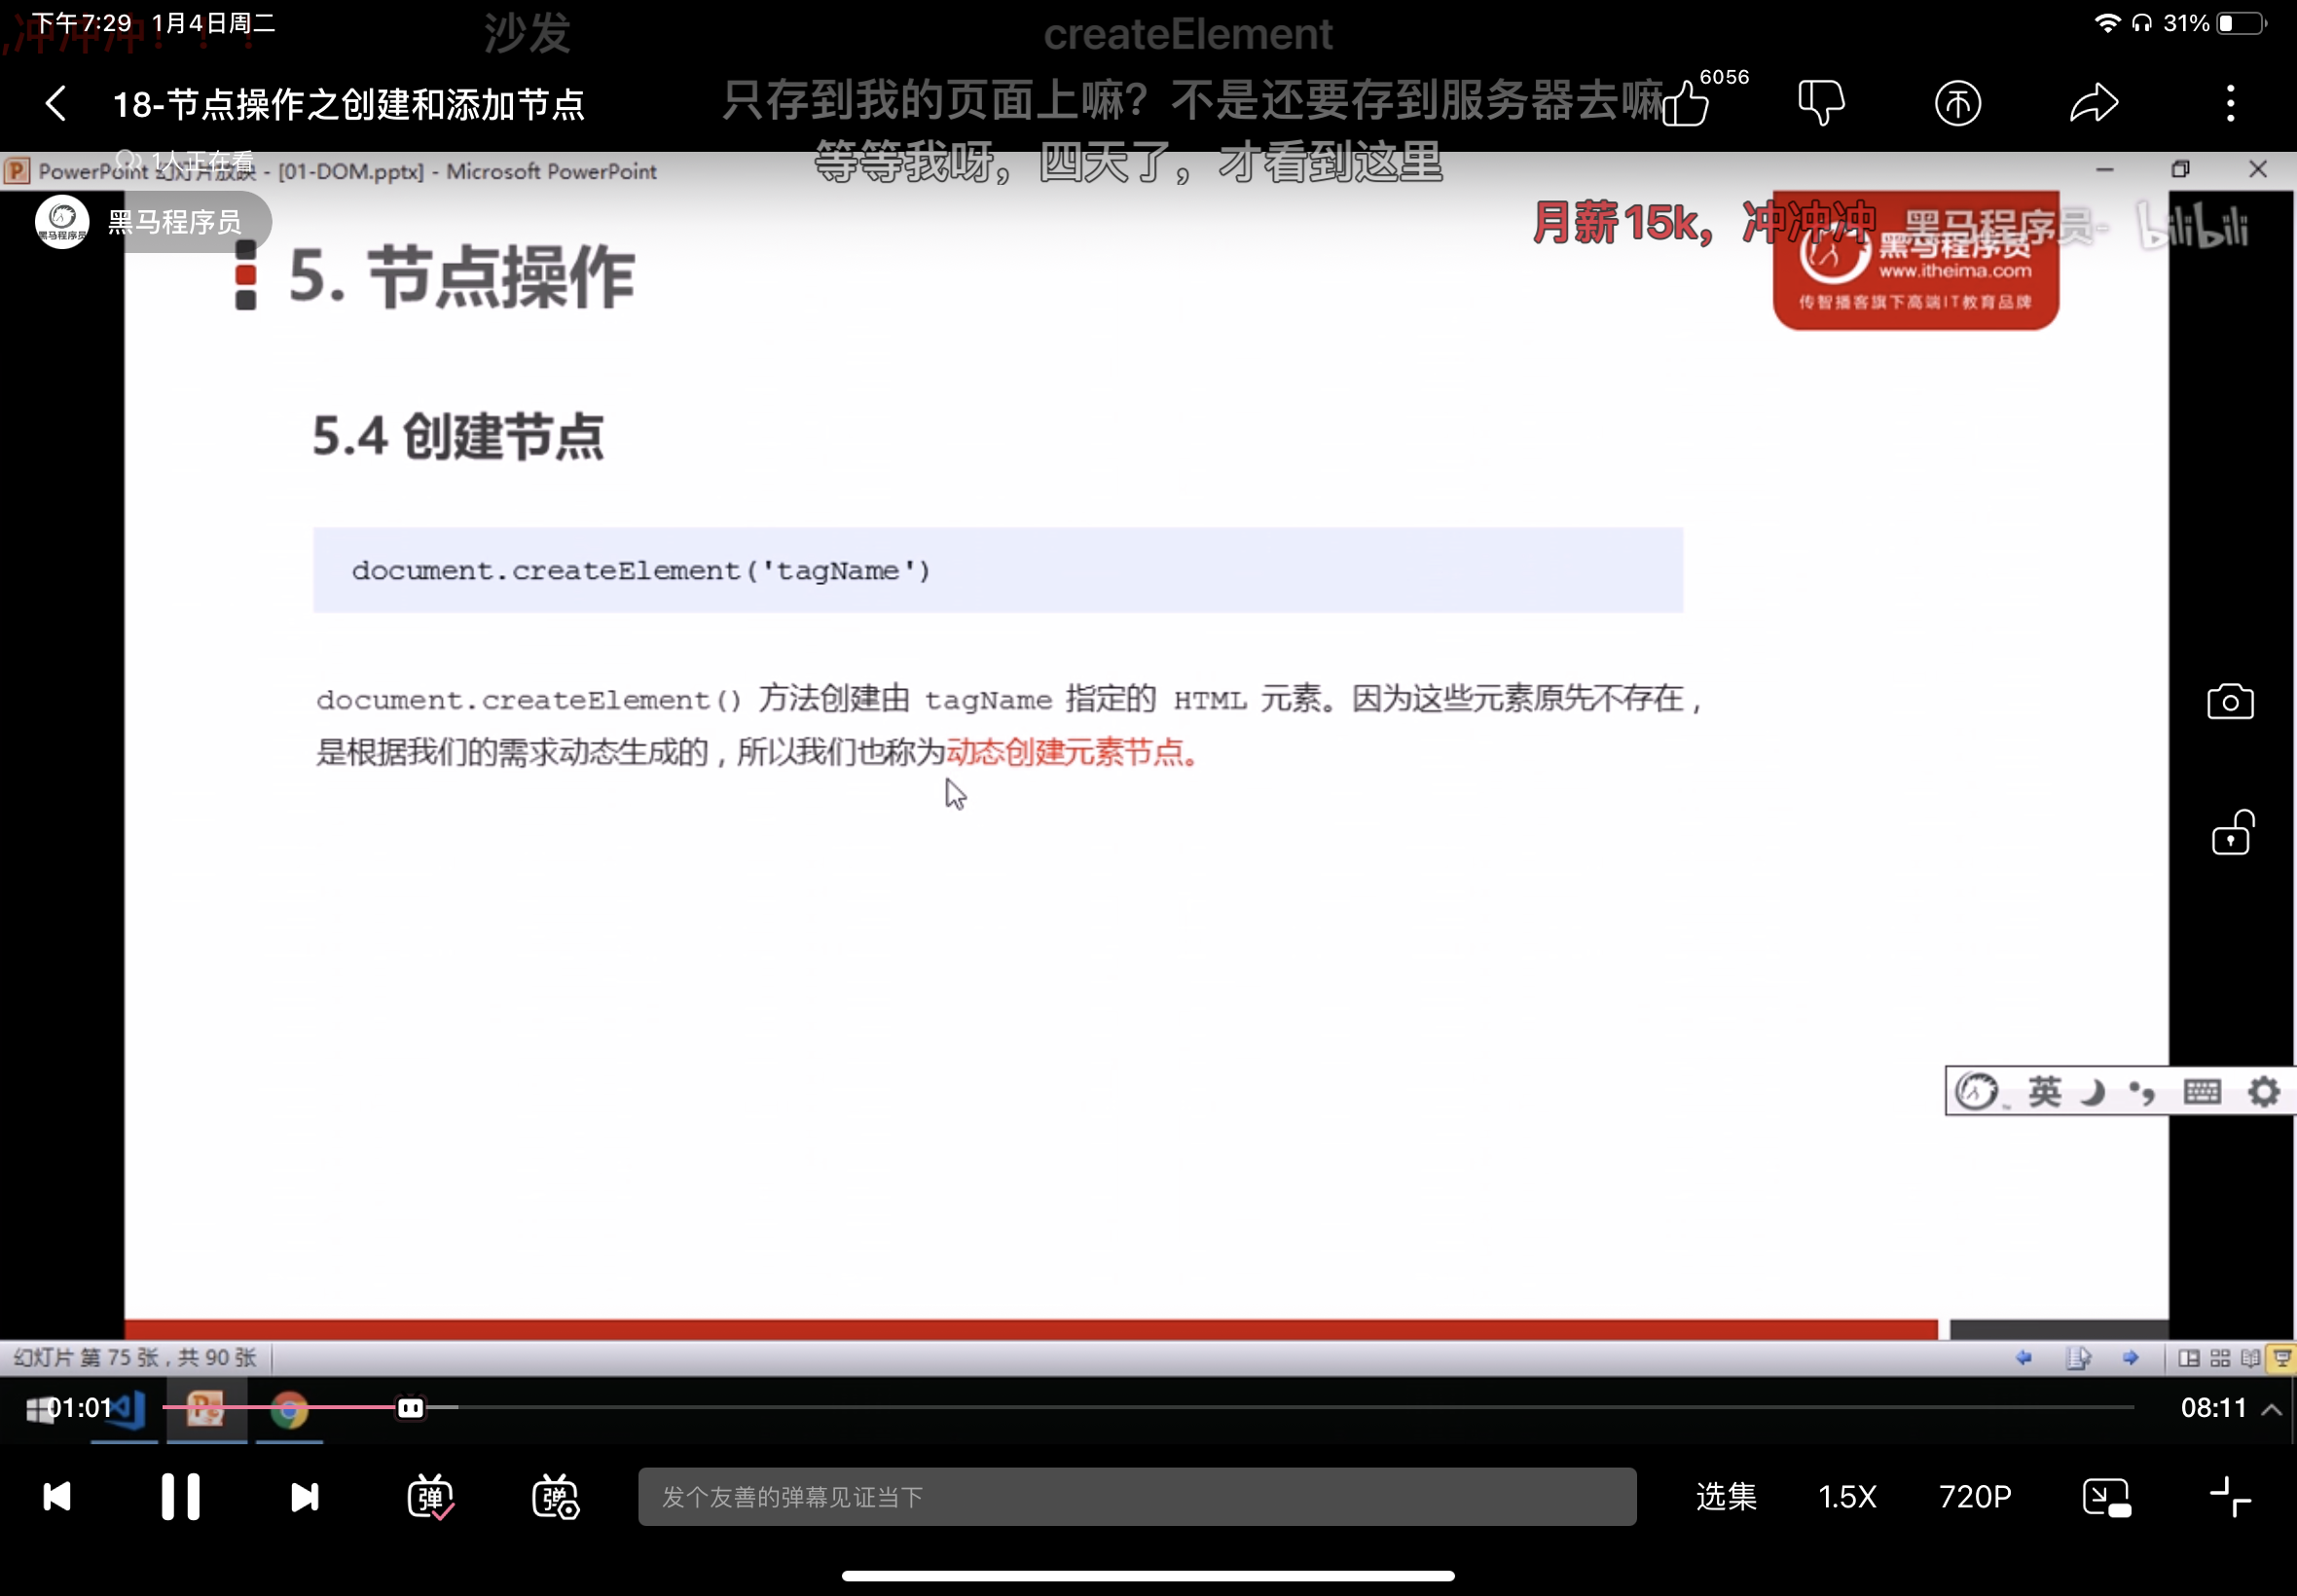 下午7:29 1月4日周二
31%
沙发
createElement
18-节点操作之创建和添加节点
只存到我的页面上嘛？不是还要存到服务器去嘛
6056
等等我呀，四天了，才看到这里
1人正在看
PowerPoint 幻灯片放映 - [01-DOM.pptx] - Microsoft PowerPoint
黑马程序员
月薪15k，冲冲冲
黑马程序员-
bilibili
黑马程序员
www.itheima.com
传智播客旗下高端IT教育品牌
5. 节点操作
5.4 创建节点
document.createElement('tagName')
document.createElement() 方法创建由 tagName 指定的 HTML 元素。因为这些元素原先不存在，
是根据我们的需求动态生成的，所以我们也称为动态创建元素节点。
英
幻灯片 第 75 张，共 90 张
01:01
08:11
弹
弹
发个友善的弹幕见证当下
选集
1.5X
720P